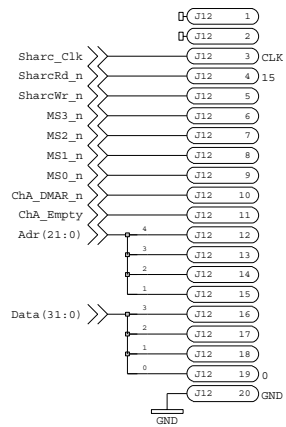 J12 1
J12 2
Sharc_Clk J12 3 CLK
SharcRd_n J12 4 15
SharcWr_n J12 5
MS3_n J12 6
MS2_n J12 7
MS1_n J12 8
MS0_n J12 9
ChA_DMAR_n J12 10
ChA_Empty J12 11
Adr(21:0) 4 J12 12
3 J12 13
2 J12 14
1 J12 15
Data(31:0) 3 J12 16
2 J12 17
1 J12 18
0 J12 19 0
J12 20 GND
GND